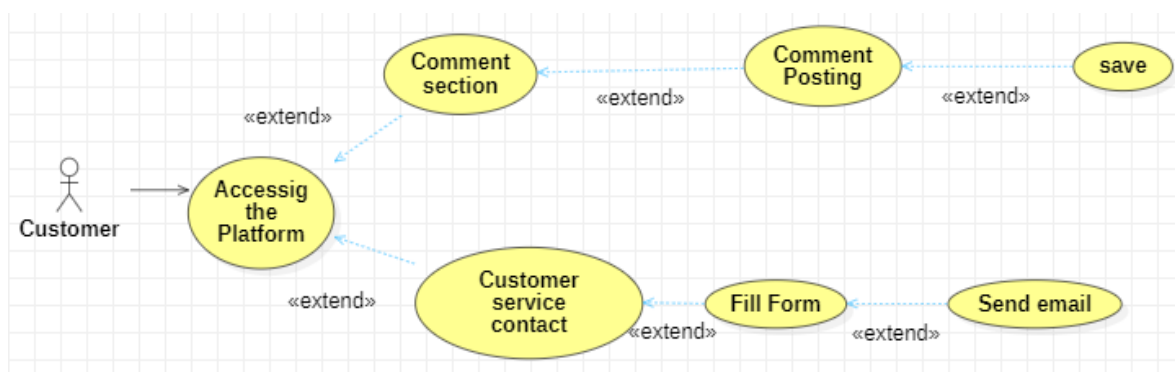 Comment
section
«extend»
Comment
Posting
«extend»
save
«extend»
Customer
Accessig
the
Platform
«extend»
Customer
service
contact
«extend»
Fill Form
«extend»
Send email